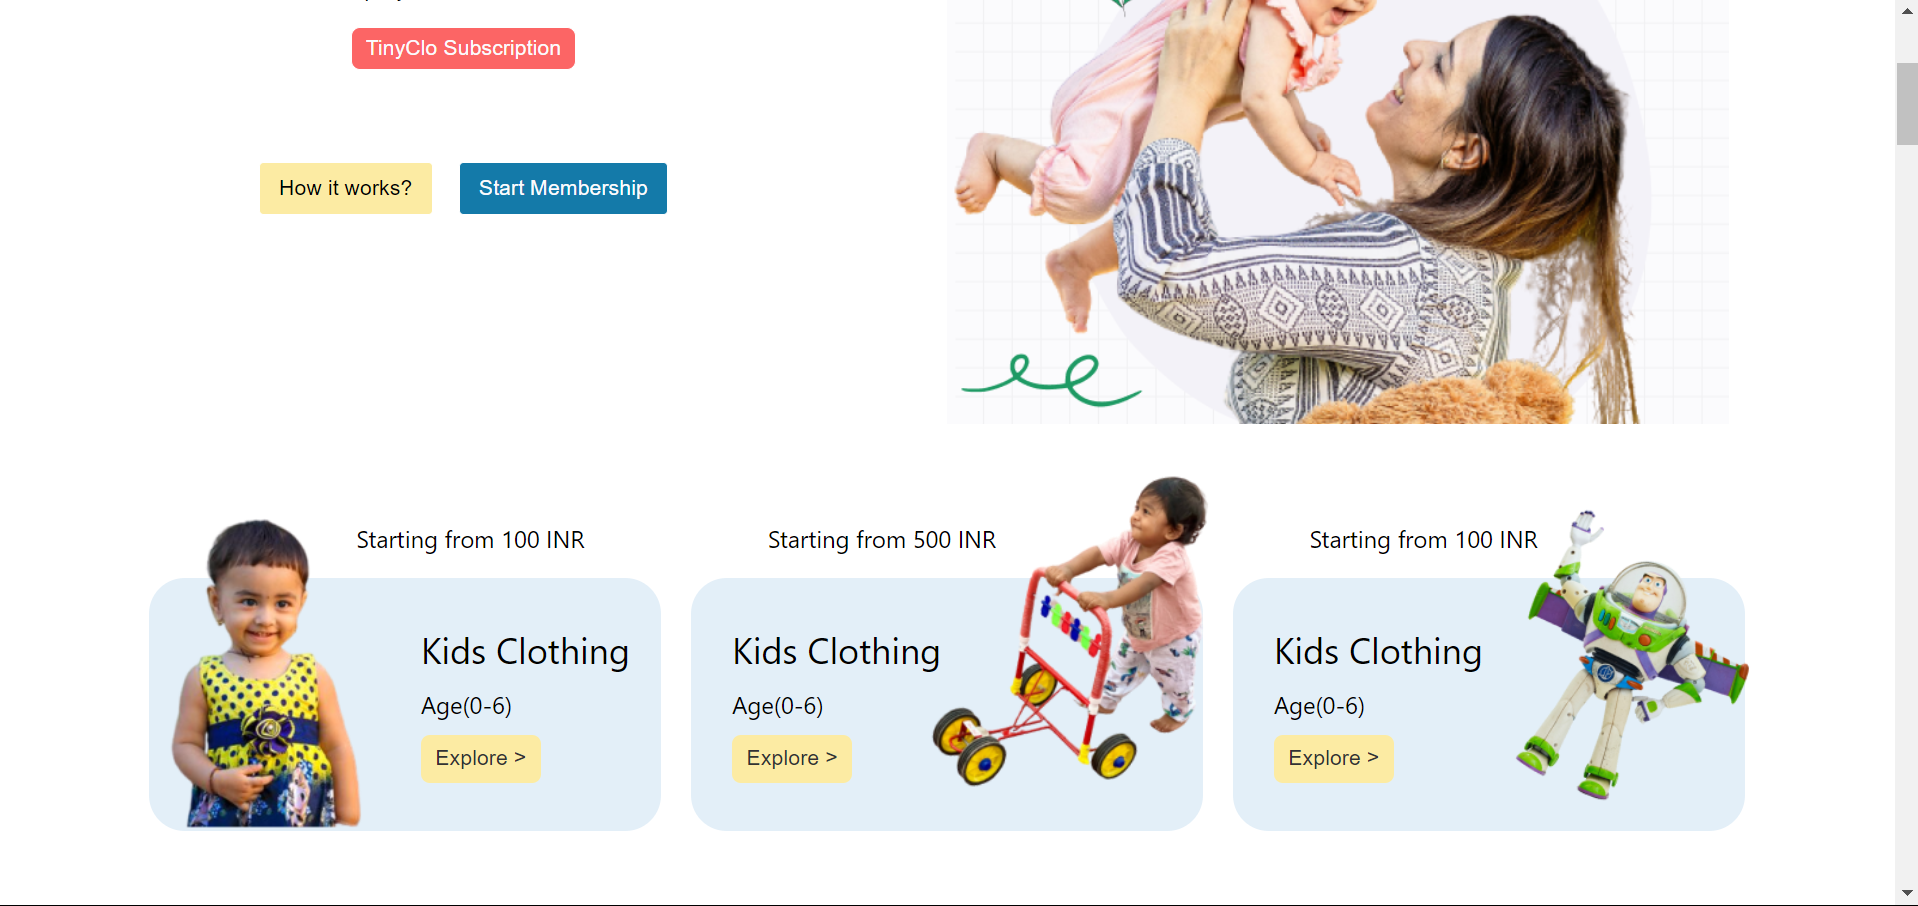 TinyClo Subscription
How it works?
Start Membership
Starting from 100 INR
Kids Clothing
Age(0-6)
Explore >
Starting from 500 INR
Kids Clothing
Age(0-6)
Explore >
Starting from 100 INR
Kids Clothing
Age(0-6)
Explore >